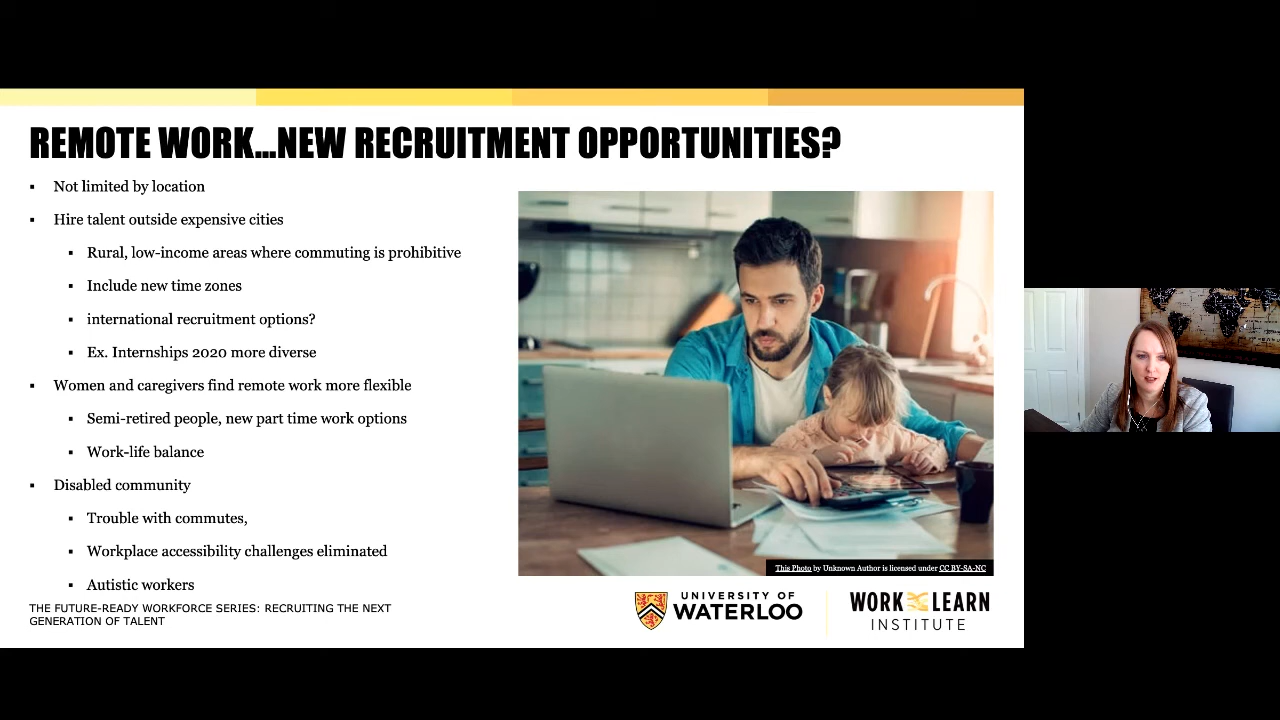 REMOTE WORK...NEW RECRUITMENT OPPORTUNITIES?
▪ Not limited by location
▪ Hire talent outside expensive cities
▪ Rural, low-income areas where commuting is prohibitive
▪ Include new time zones
▪ international recruitment options?
▪ Ex. Internships 2020 more diverse
▪ Women and caregivers find remote work more flexible
▪ Semi-retired people, new part time work options
▪ Work-life balance
▪ Disabled community
▪ Trouble with commutes,
▪ Workplace accessibility challenges eliminated
▪ Autistic workers
This Photo by Unknown Author is licensed under CC BY-SA-NC
THE FUTURE-READY WORKFORCE SERIES: RECRUITING THE NEXT
GENERATION OF TALENT
UNIVERSITY OF
WATERLOO
WORK LEARN
INSTITUTE